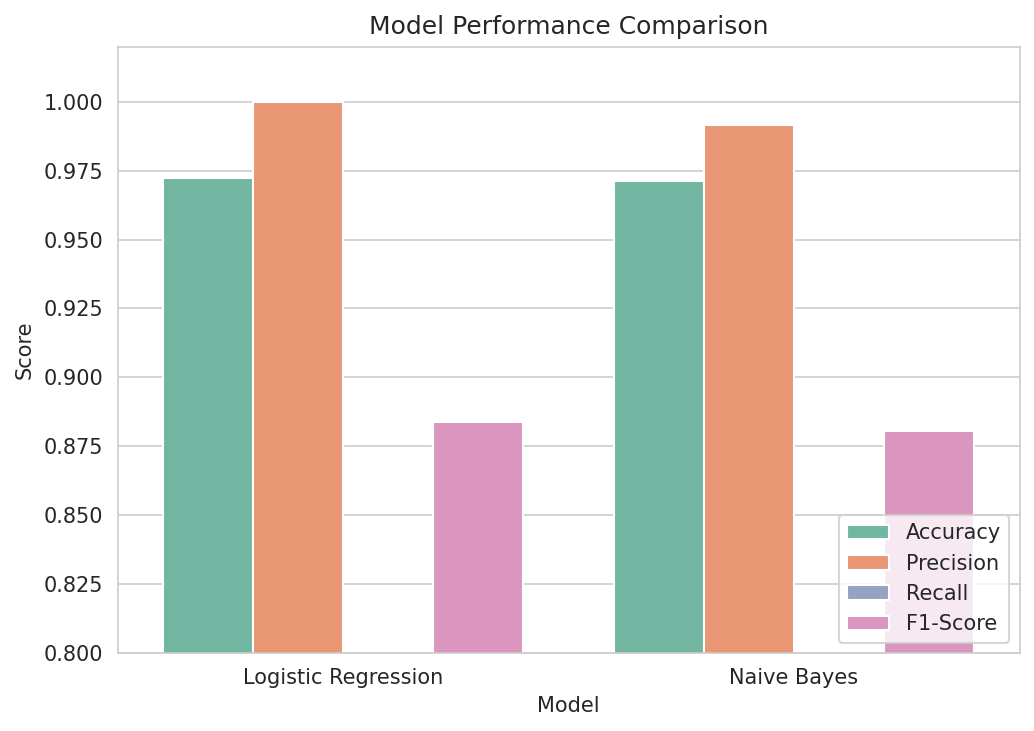 Model Performance Comparison
Score
1.000
0.975
0.950
0.925
0.900
0.875
0.850
0.825
0.800
Accuracy
Precision
Recall
F1-Score
Logistic Regression
Naive Bayes
Model